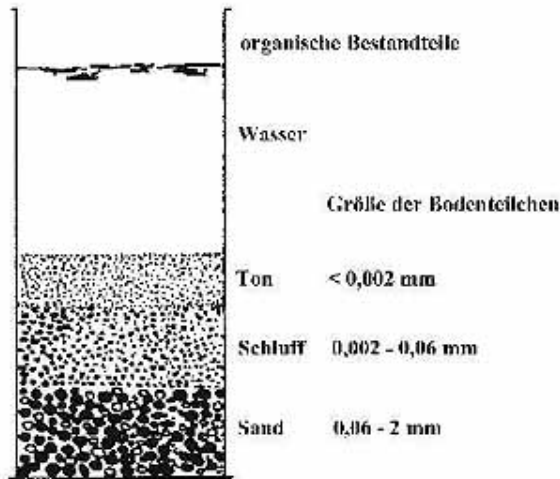 organische Bestandteile
Wasser
Größe der Bodenteilchen
Ton < 0,002 mm
Schluff 0,002 - 0,06 mm
Sand 0,06 - 2 mm